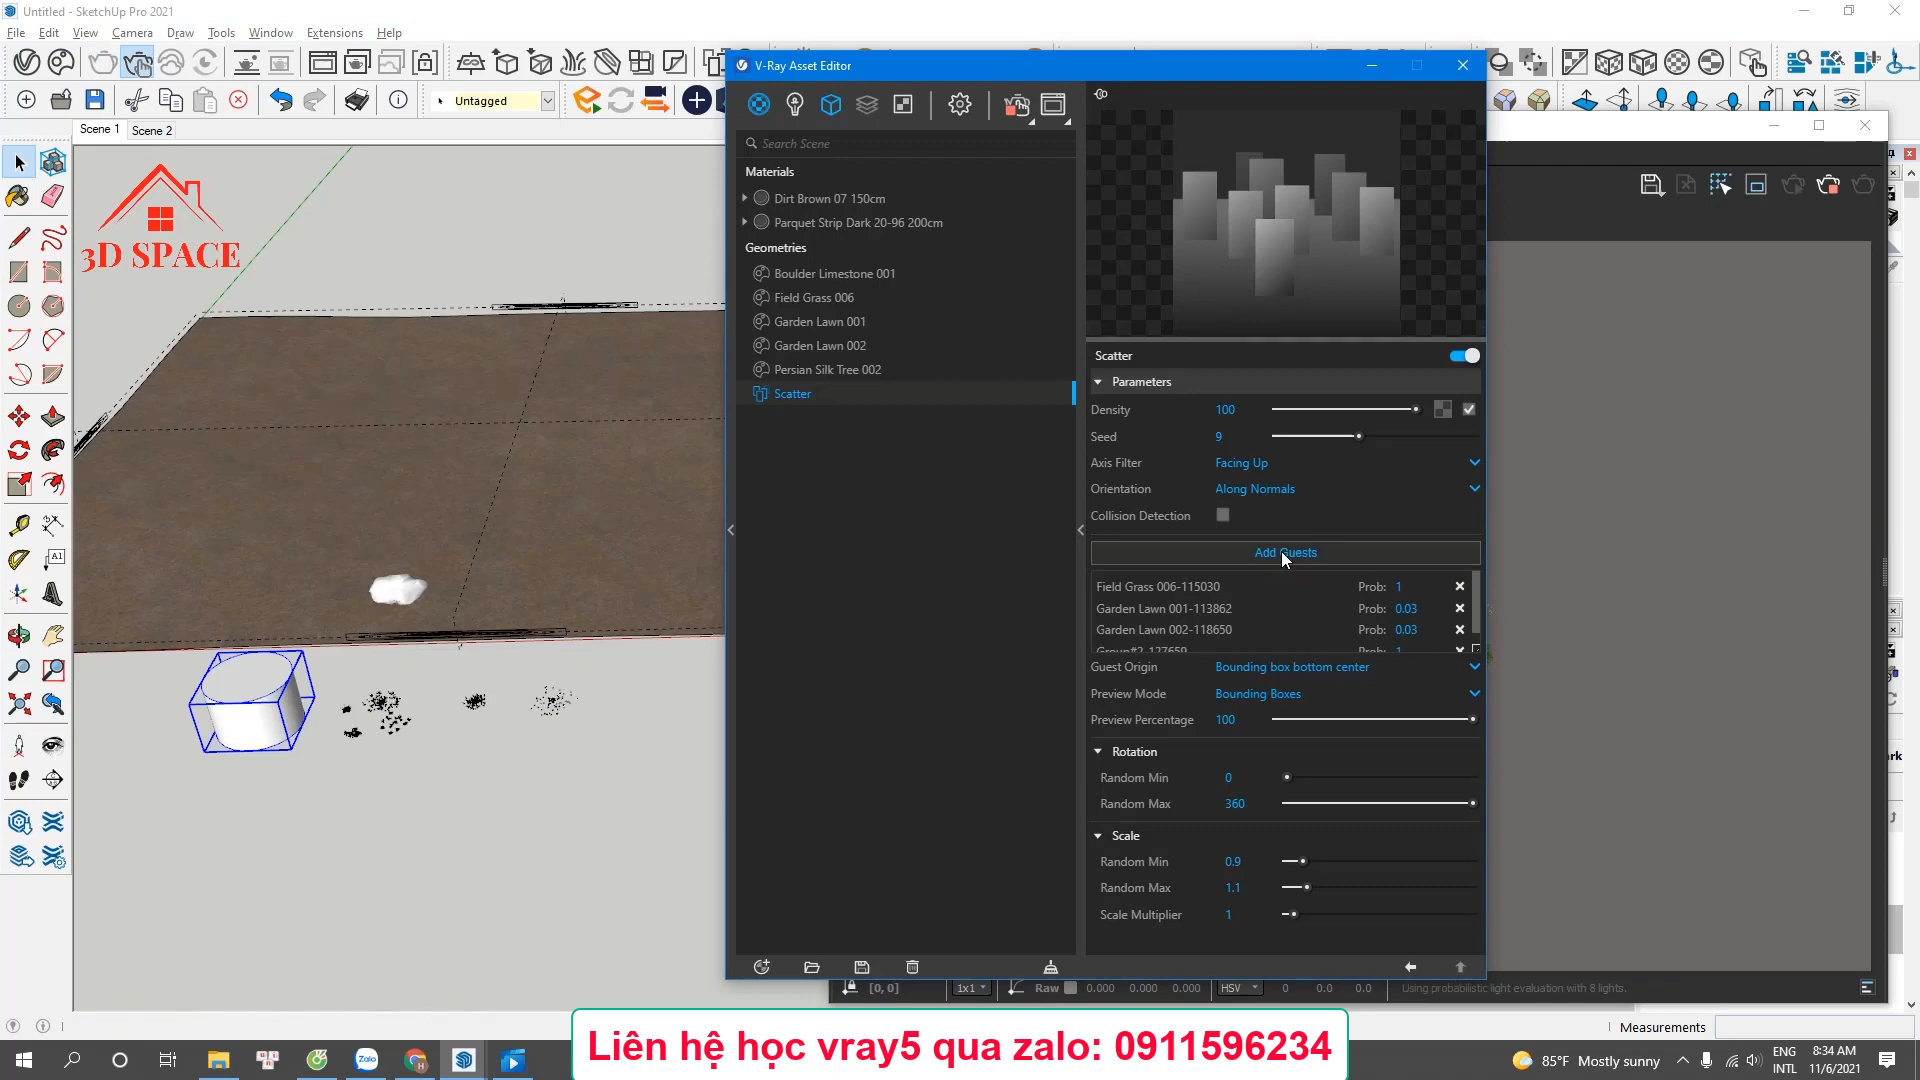 Untitled - SketchUp Pro 2021
File Edit View Camera Draw Tools Window Extensions Help
Untagged
Scene 1 Scene 2
3D SPACE
A1
V-Ray Asset Editor
Search Scene
Materials
Dirt Brown 07 150cm
Parquet Strip Dark 20-96 200cm
Geometries
Boulder Limestone 001
Field Grass 006
Garden Lawn 001
Garden Lawn 002
Persian Silk Tree 002
Scatter
Scatter
Parameters
Density 100
Seed 9
Axis Filter Facing Up
Orientation Along Normals
Collision Detection
Add Guests
Field Grass 006-115030 Prob: 1
Garden Lawn 001-113862 Prob: 0.03
Garden Lawn 002-118650 Prob: 0.03
Group#2-127659 Prob: 1
Guest Origin Bounding box bottom center
Preview Mode Bounding Boxes
Preview Percentage 100
Rotation
Random Min 0
Random Max 360
Scale
Random Min 0.9
Random Max 1.1
Scale Multiplier 1
[0, 0] 1x1 Raw 0.000 0.000 0.000 HSV 0 0.0 0.0 Using probabilistic light evaluation with 8 lights.
Measurements
Liên hệ học vray5 qua zalo: 0911596234
Zalo
85°F Mostly sunny
ENG
INTL
8:34 AM
11/6/2021